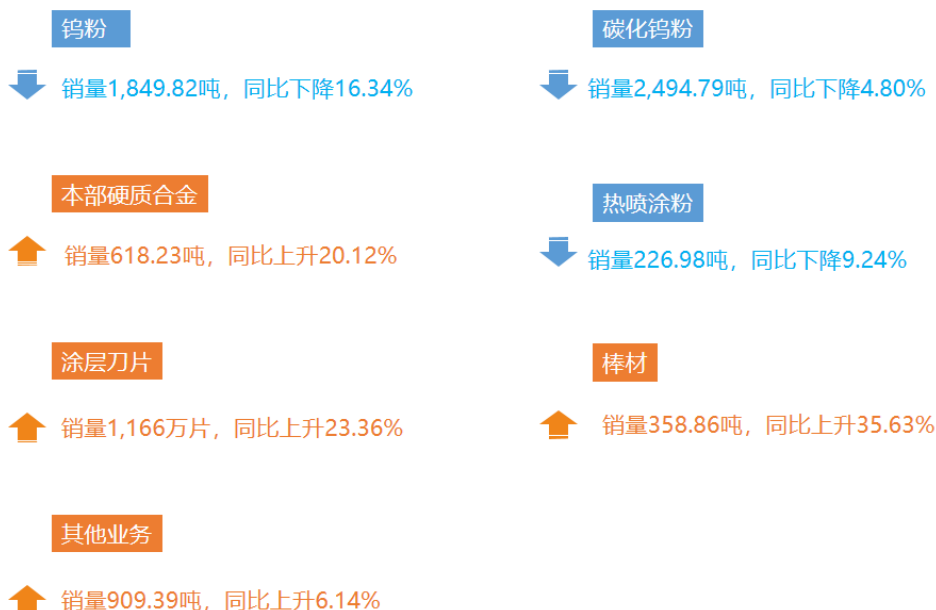 钨粉
销量1,849.82吨，同比下降16.34%
碳化钨粉
销量2,494.79吨，同比下降4.80%
本部硬质合金
销量618.23吨，同比上升20.12%
热喷涂粉
销量226.98吨，同比下降9.24%
涂层刀片
销量1,166万片，同比上升23.36%
棒材
销量358.86吨，同比上升35.63%
其他业务
销量909.39吨，同比上升6.14%